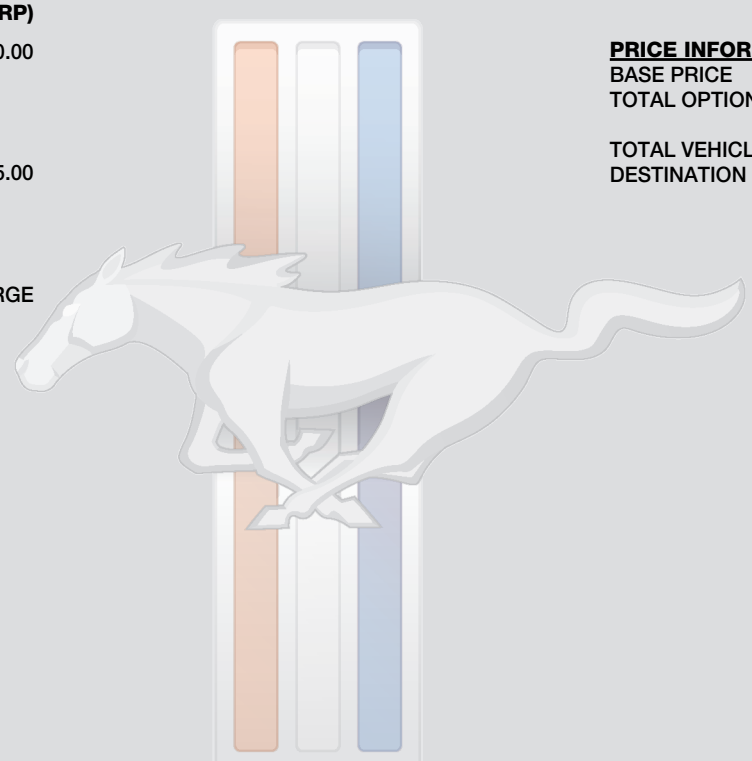 RP)
0.00
5.00
RGE
PRICE INFOR
BASE PRICE
TOTAL OPTION
TOTAL VEHICL
DESTINATION